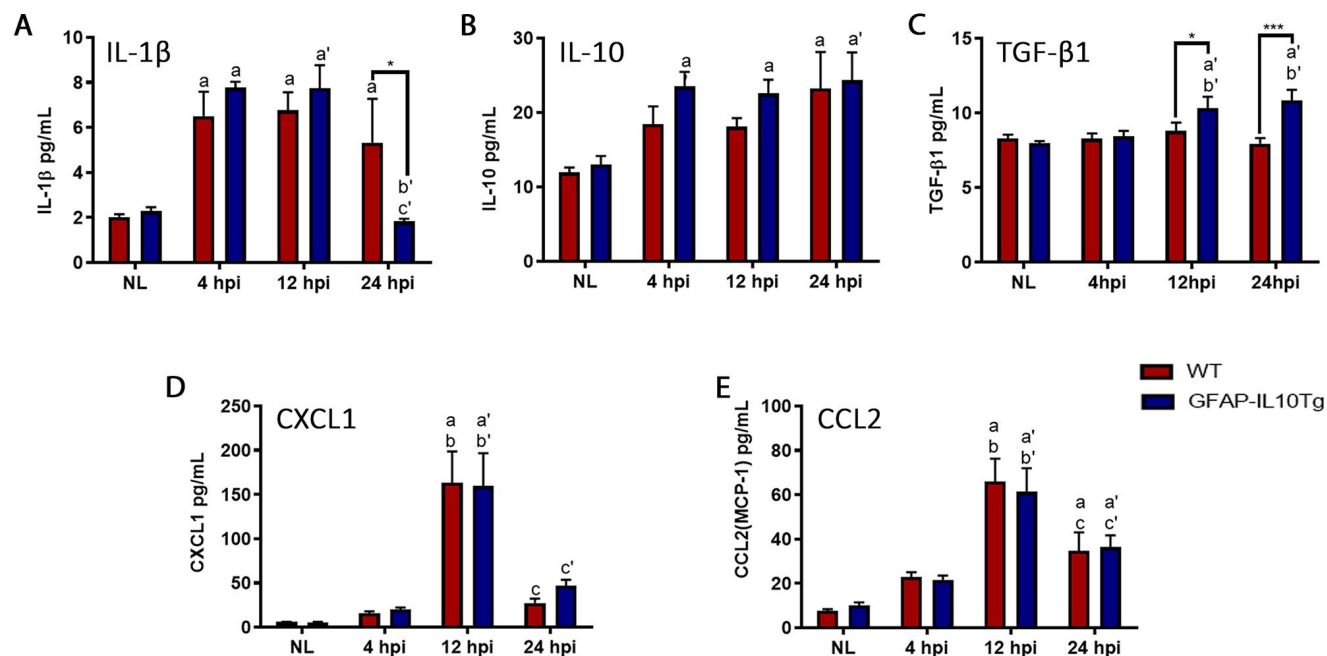 A
IL-1β
IL-1β pg/mL
10
8
6
4
2
0
a
a
a
a'
a
*
b'
c'
NL
4 hpi
12 hpi
24 hpi
B
IL-10
IL-10 pg/mL
30
20
10
0
a
a
a
a'
NL
4 hpi
12 hpi
24 hpi
C
TGF-β1
TGF-β1 pg/mL
15
10
5
0
*
a'
b'
***
a'
b'
NL
4hpi
12hpi
24hpi
D
CXCL1
CXCL1 pg/mL
250
200
150
100
50
0
a
b
a'
b'
c
c'
NL
4 hpi
12 hpi
24 hpi
E
CCL2
CCL2(MCP-1) pg/mL
100
80
60
40
20
0
a
b
a'
b'
a
c
a'
c'
NL
4 hpi
12 hpi
24 hpi
WT
GFAP-IL10Tg